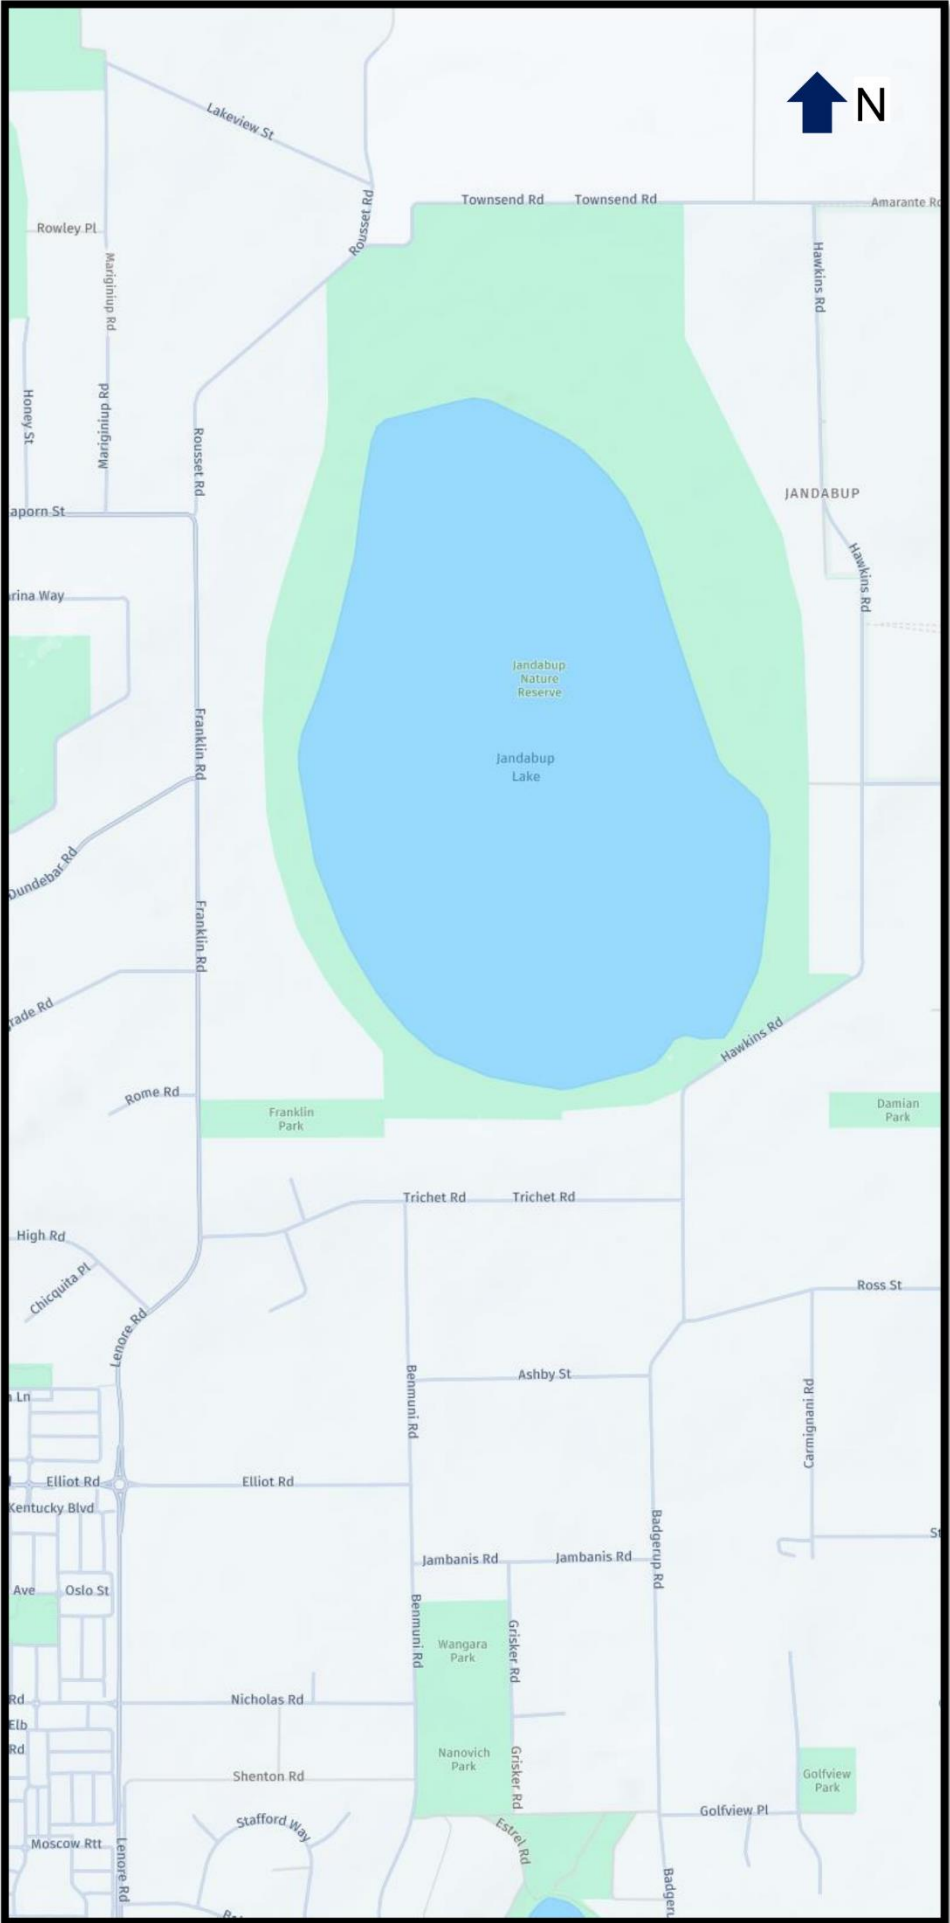 N
Lakeview St
Townsend Rd
Townsend Rd
Amarante Rd
Rousset Rd
Rowley Pl
Mariginiup Rd
Hawkins Rd
Honey St
Mariginiup Rd
Rousset Rd
JANDABUP
aporn St
Hawkins Rd
rina Way
Jandabup
Nature
Reserve
Franklin Rd
Jandabup
Lake
Dundebar Rd
Franklin Rd
rade Rd
Hawkins Rd
Rome Rd
Franklin
Park
Damian
Park
Trichet Rd
Trichet Rd
High Rd
Chicquita Pl
Ross St
Lenore Rd
Ashby St
Benmuni Rd
Carmignani Rd
n Ln
Elliot Rd
Elliot Rd
Kentucky Blvd
Badgerup Rd
Jambanis Rd
Jambanis Rd
Ave
Oslo St
Benmuni Rd
Wangara
Park
Grisker Rd
Rd
Nicholas Rd
Elb
Rd
Nanovich
Park
Grisker Rd
Shenton Rd
Golfview
Park
Golfview Pl
Stafford Way
Estrel Rd
Moscow Rtt
Lenore Rd
Badgeru